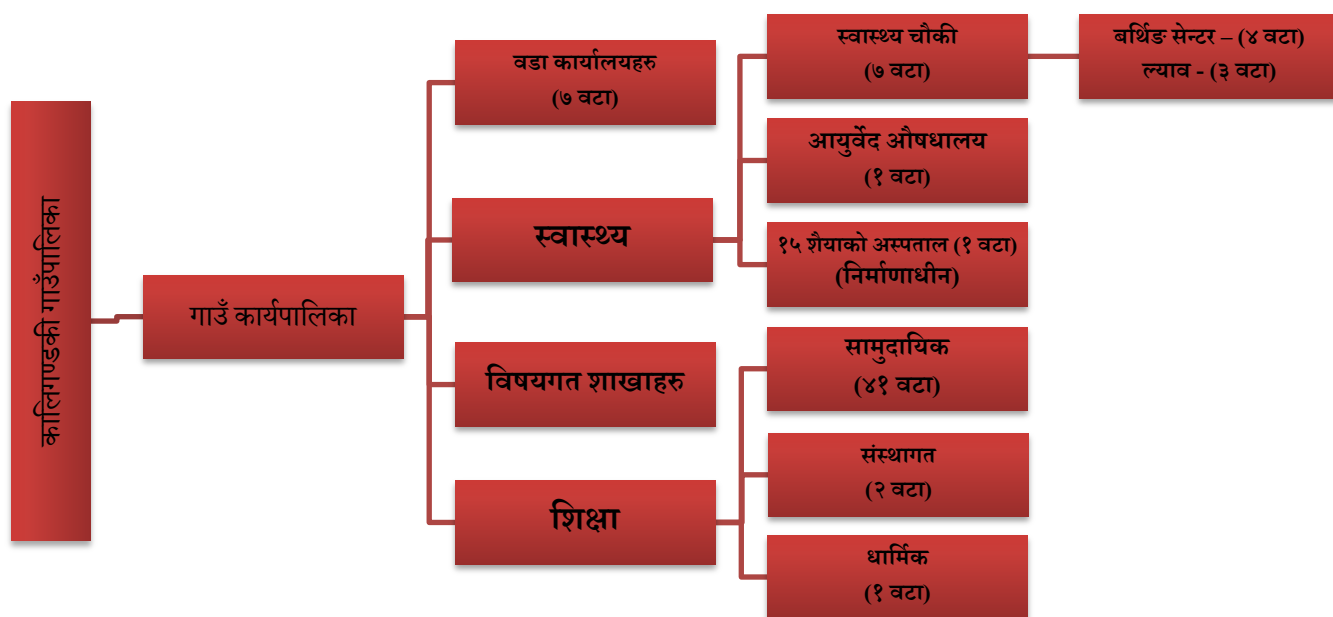 कालिगण्डकी गाउँपालिका
गाउँ कार्यपालिका
वडा कार्यालयहरु
(७ वटा)
स्वास्थ्य
स्वास्थ्य चौकी
(७ वटा)
बर्थिङ सेन्टर – (४ वटा)
ल्याव - (३ वटा)
आयुर्वेद औषधालय
(१ वटा)
१५ शैयाको अस्पताल (१ वटा)
(निर्माणाधीन)
विषयगत शाखाहरु
शिक्षा
सामुदायिक
(४१ वटा)
संस्थागत
(२ वटा)
धार्मिक
(१ वटा)